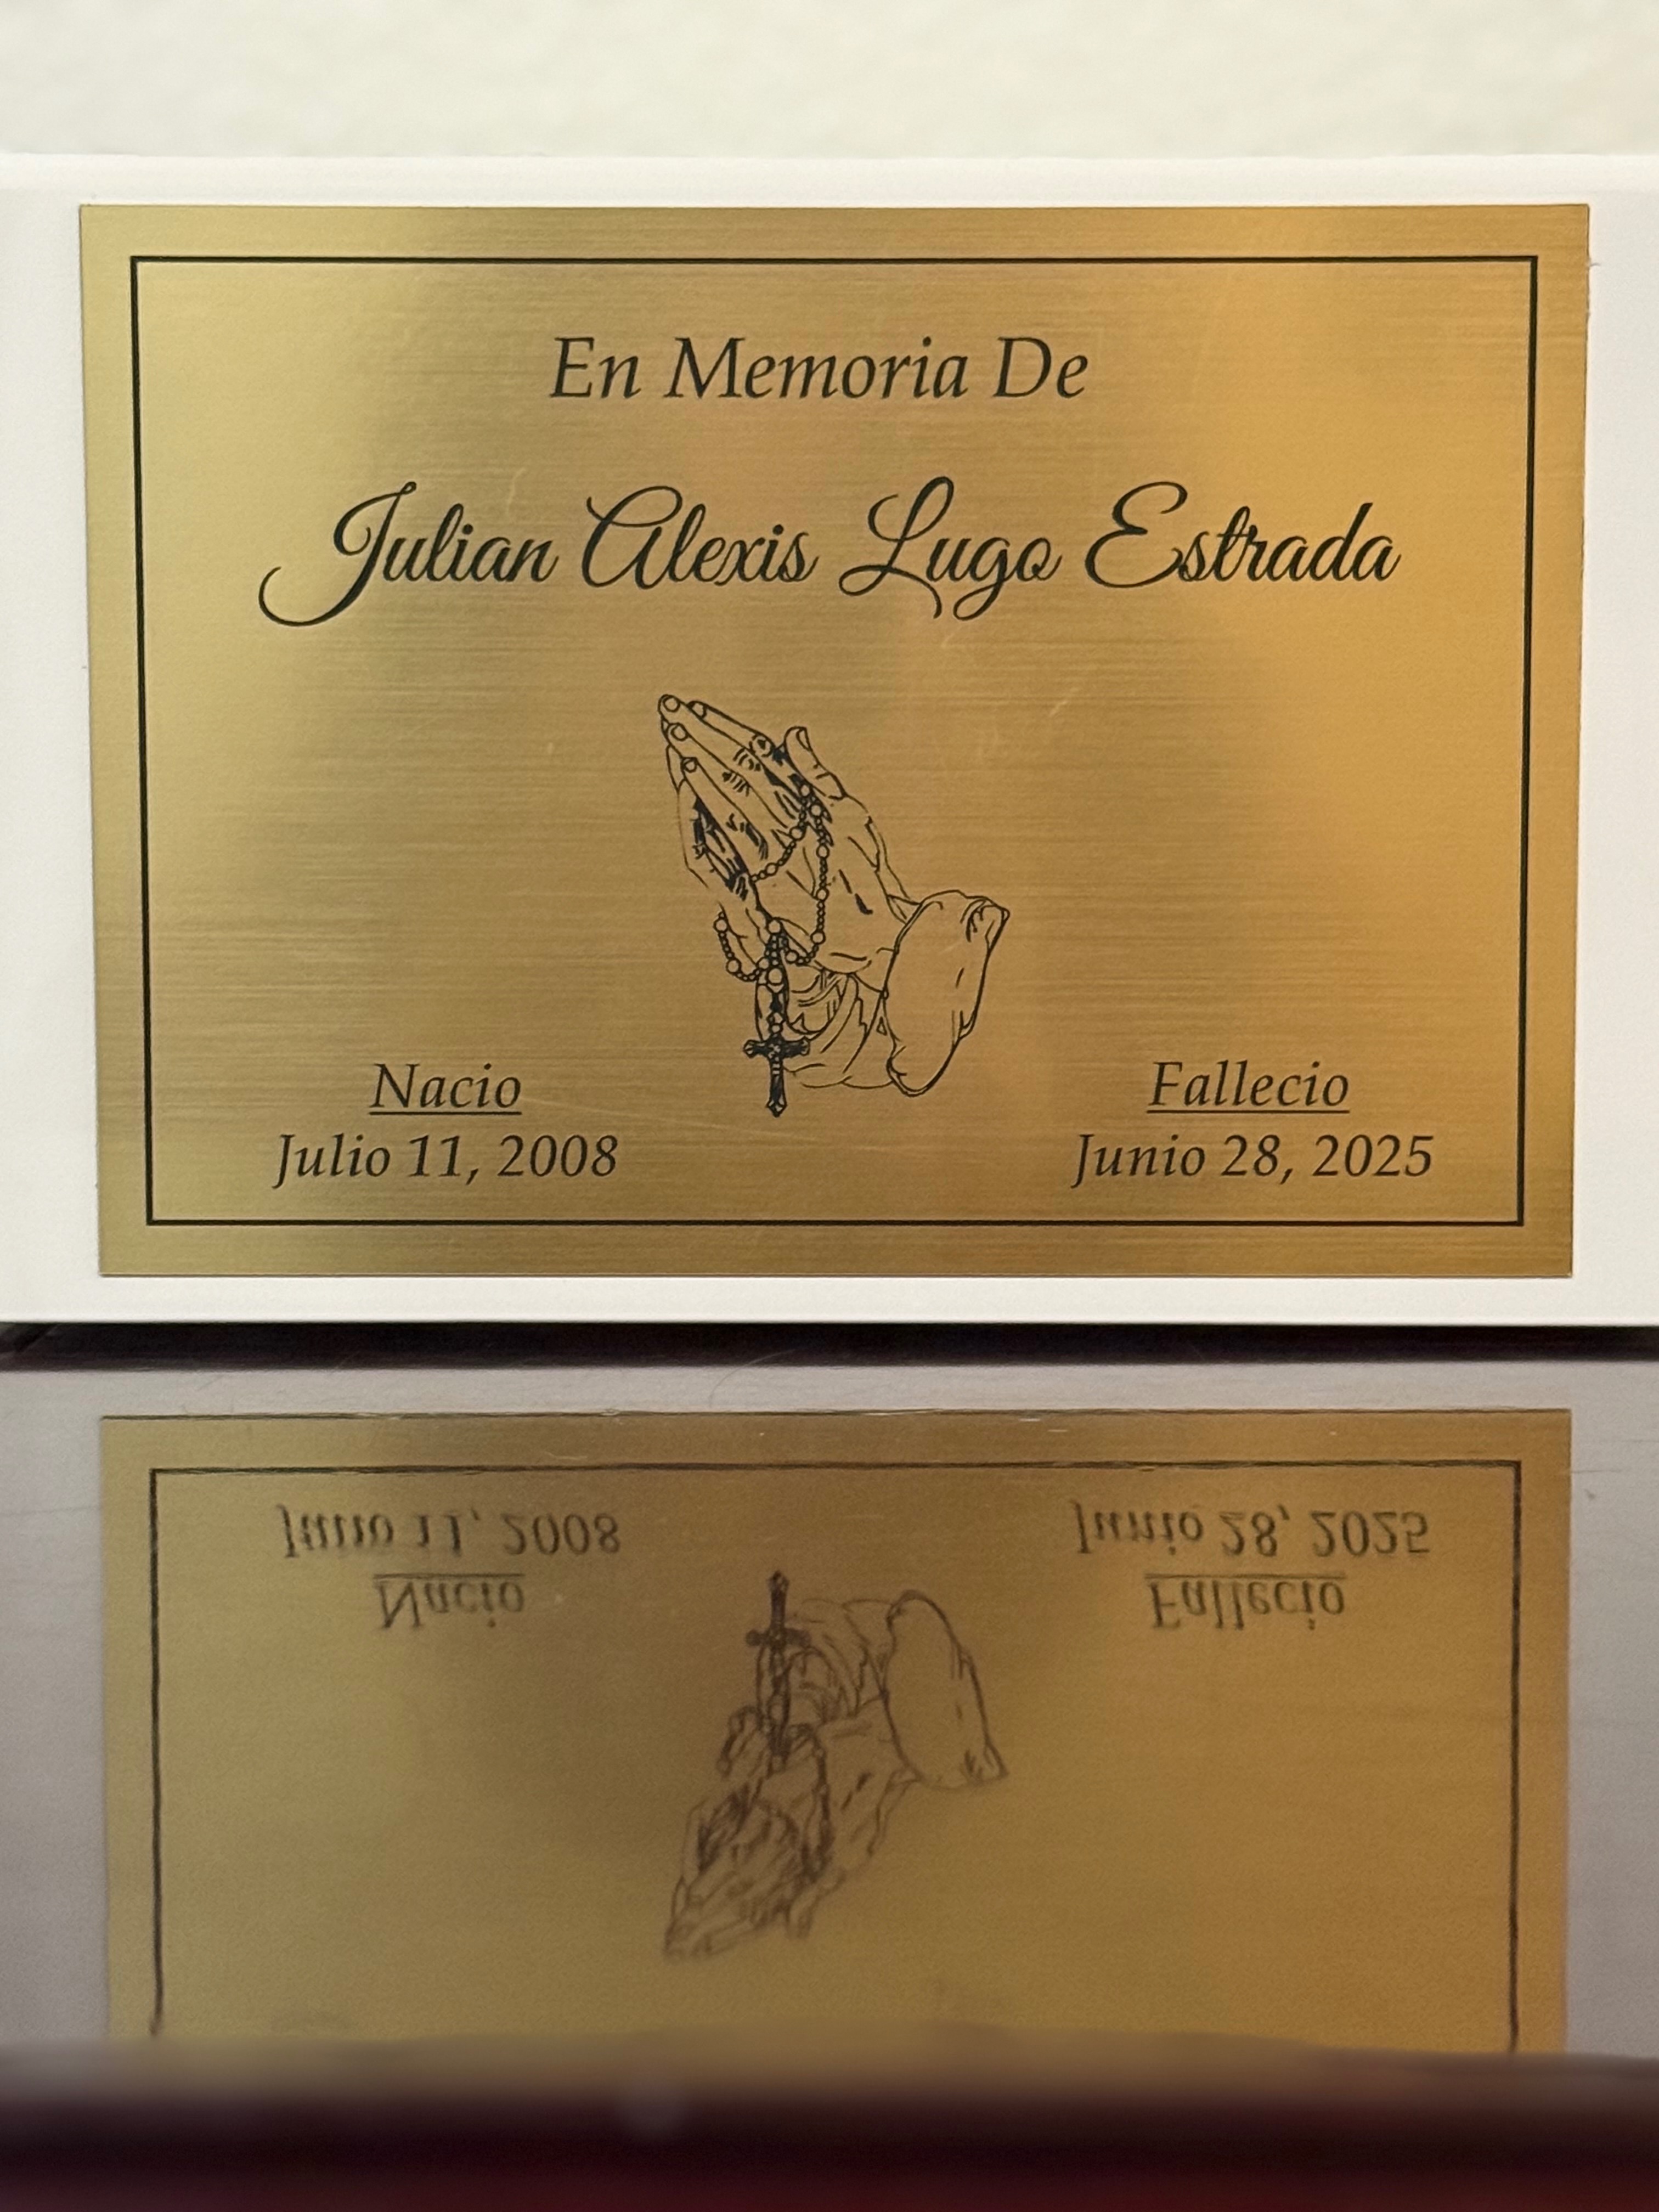 En Memoria De
Julian Alexis Lugo Estrada
Nacio
Julio 11, 2008
Fallecio
Junio 28, 2025